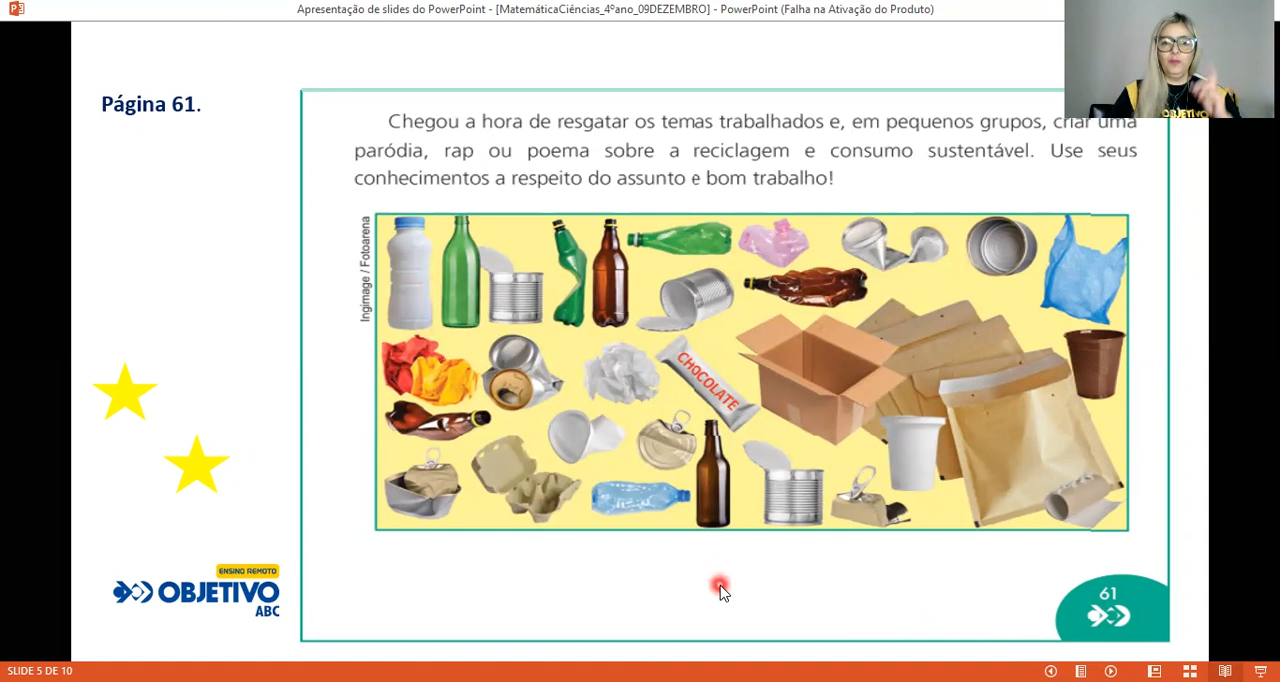 Apresentação de slides do PowerPoint - [MatemáticaCiências_4ºano_09DEZEMBRO] - PowerPoint (Falha na Ativação do Produto)
Página 61.
Chegou a hora de resgatar os temas trabalhados e, em pequenos grupos, criar uma
paródia, rap ou poema sobre a reciclagem e consumo sustentável. Use seus
conhecimentos a respeito do assunto e bom trabalho!
Ingimage / Fotoarena
CHOCOLATE
ENSINO REMOTO
OBJETIVO
ABC
61
OBJETIVO
SLIDE 5 DE 10